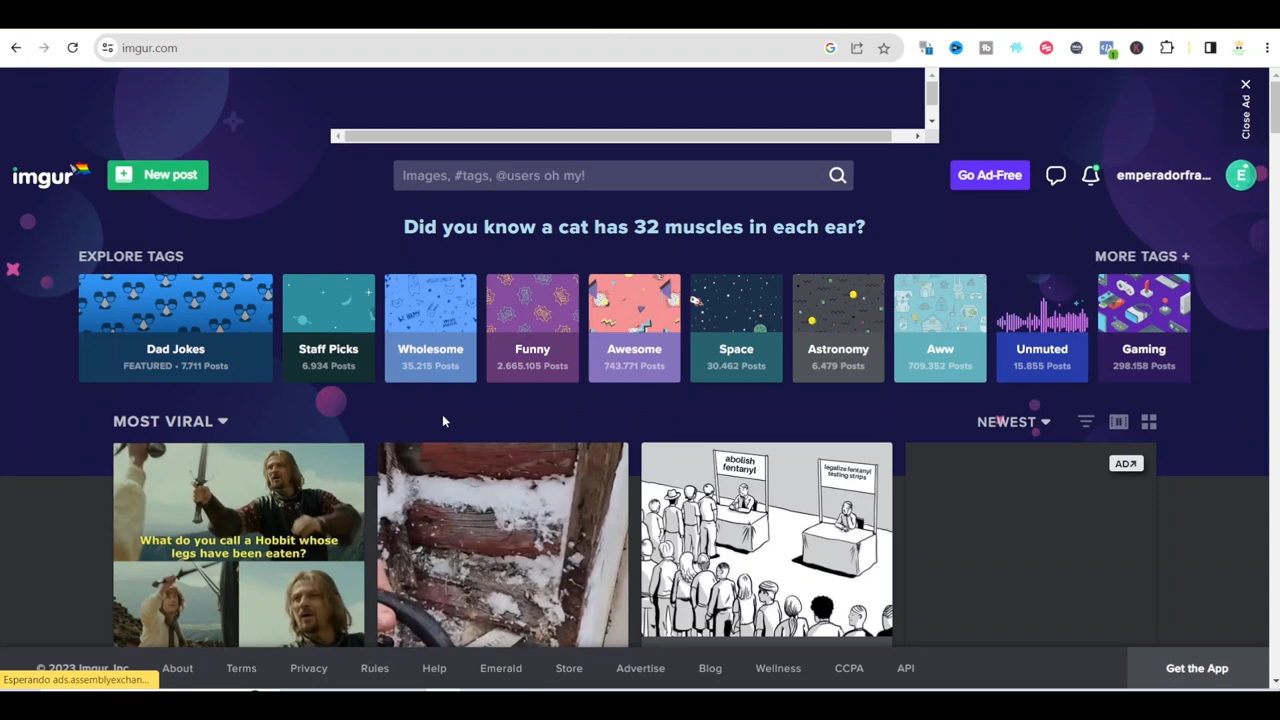 imgur.com
Close Ad
imgur
New post
Images, #tags, @users oh my!
Go Ad-Free
emperadorfra...
E
Did you know a cat has 32 muscles in each ear?
EXPLORE TAGS
MORE TAGS +
Dad Jokes
FEATURED • 7.711 Posts
Staff Picks
6.934 Posts
Wholesome
35.215 Posts
Funny
2.665.105 Posts
Awesome
743.771 Posts
Space
30.462 Posts
Astronomy
6.479 Posts
Aww
709.352 Posts
Unmuted
15.855 Posts
Gaming
298.158 Posts
MOST VIRAL
NEWEST
What do you call a Hobbit whose
legs have been eaten?
abolish
fentanyl
legalize fentanyl
testing strips
AD
© 2023 Imgur, Inc
About
Terms
Privacy
Rules
Help
Emerald
Store
Advertise
Blog
Wellness
CCPA
API
Get the App
Esperando ads.assemblyexchan...